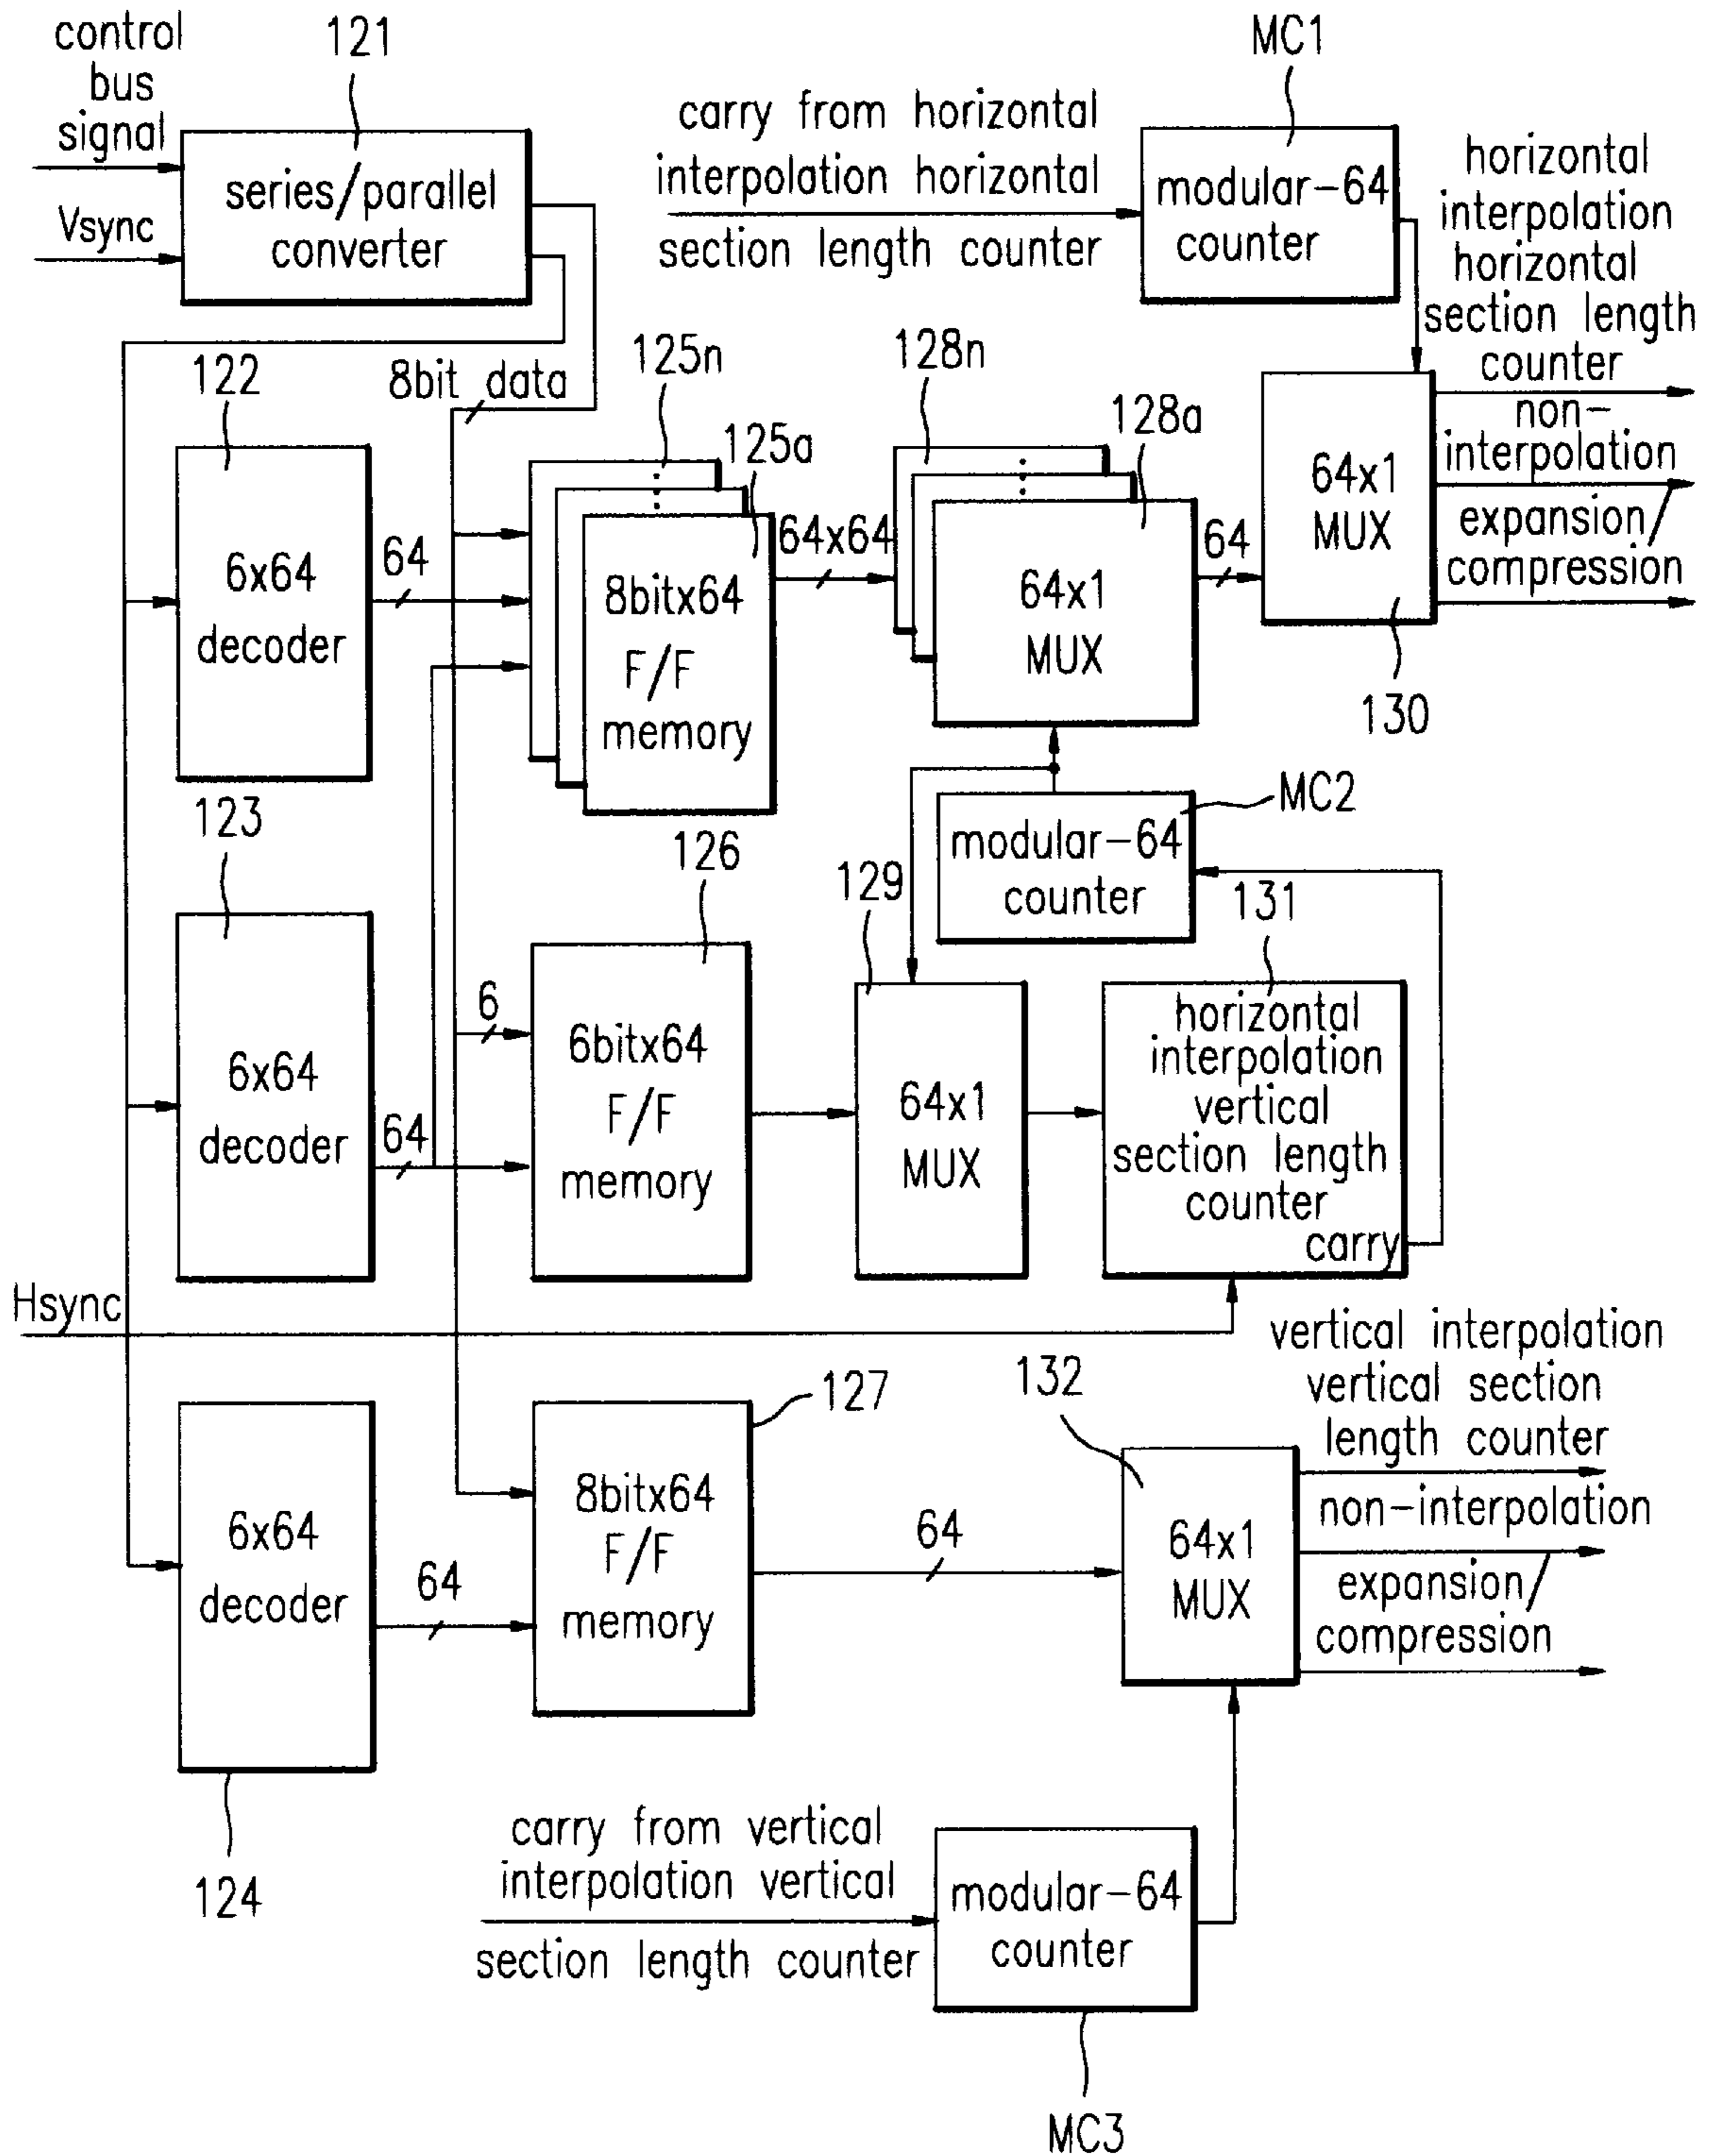 control
bus
signal
Vsync
121
series/parallel
converter
carry from horizontal
interpolation horizontal
section length counter
MC1
modular-64
counter
horizontal
interpolation
horizontal
section length
counter
non-
interpolation
expansion/
compression
122
6x64
decoder
64
8bit data
125n
125a
8bitx64
F/F
memory
64x64
128n
128a
64x1
MUX
64
64x1
MUX
130
MC2
modular-64
counter
123
6x64
decoder
64
6
126
6bitx64
F/F
memory
129
64x1
MUX
131
horizontal
interpolation
vertical
section length
counter
carry
Hsync
124
6x64
decoder
64
127
8bitx64
F/F
memory
64
132
64x1
MUX
vertical interpolation
vertical section
length counter
non-interpolation
expansion/
compression
carry from vertical
interpolation vertical
section length counter
modular-64
counter
MC3